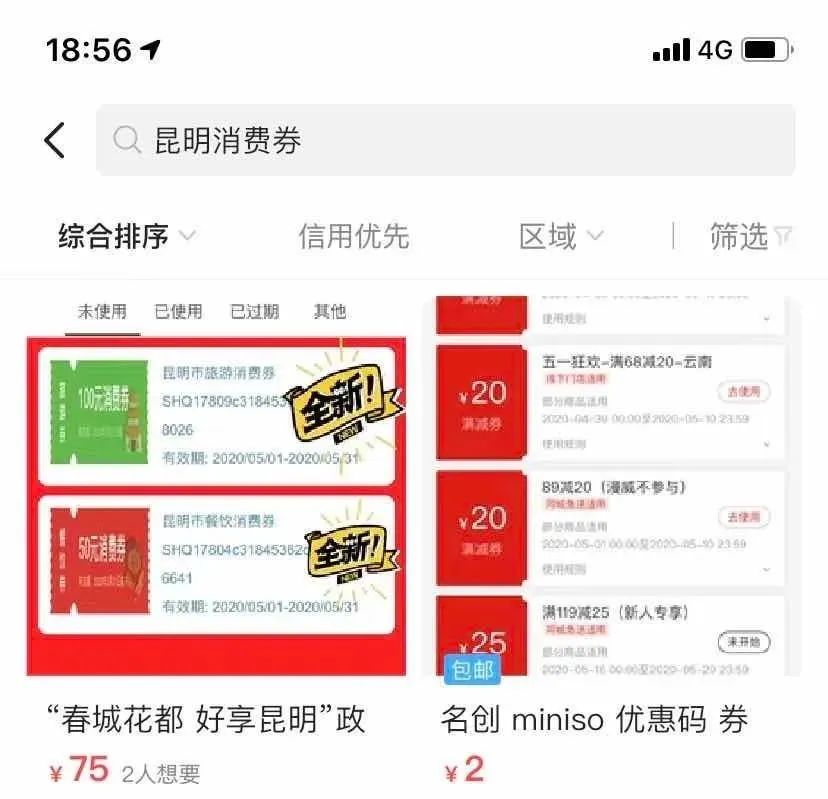 18:56
4G
昆明消费券
综合排序
信用优先
区域
筛选
未使用 已使用 已过期 其他
100元消费券
昆明市旅游消费券
SHQ17809c318453
8026
有效期: 2020/05/01-2020/05/31
全新!
NEW
餐饮券
50元消费券
昆明市餐饮消费券
SHQ17804c31845362c
6641
有效期: 2020/05/01-2020/05/31
全新!
NEW
“春城花都 好享昆明”政
¥75 2人想要
满减券
使用规则
¥20
满减券
五一狂欢-满68减20-云南
线下门店适用
部分商品适用
2020-04-30 00:00至2020-05-10 23:59
去使用
使用规则
¥20
满减券
89减20（漫威不参与）
同城急送适用
部分商品适用
2020-05-01 00:00至2020-05-10 23:59
去使用
使用规则
¥25
满119减25（新人专享）
同城急送适用
部分商品适用
2020-05-16 00:00至2020-05-29 23:59
未开始
包邮
名创 miniso 优惠码 券
¥2